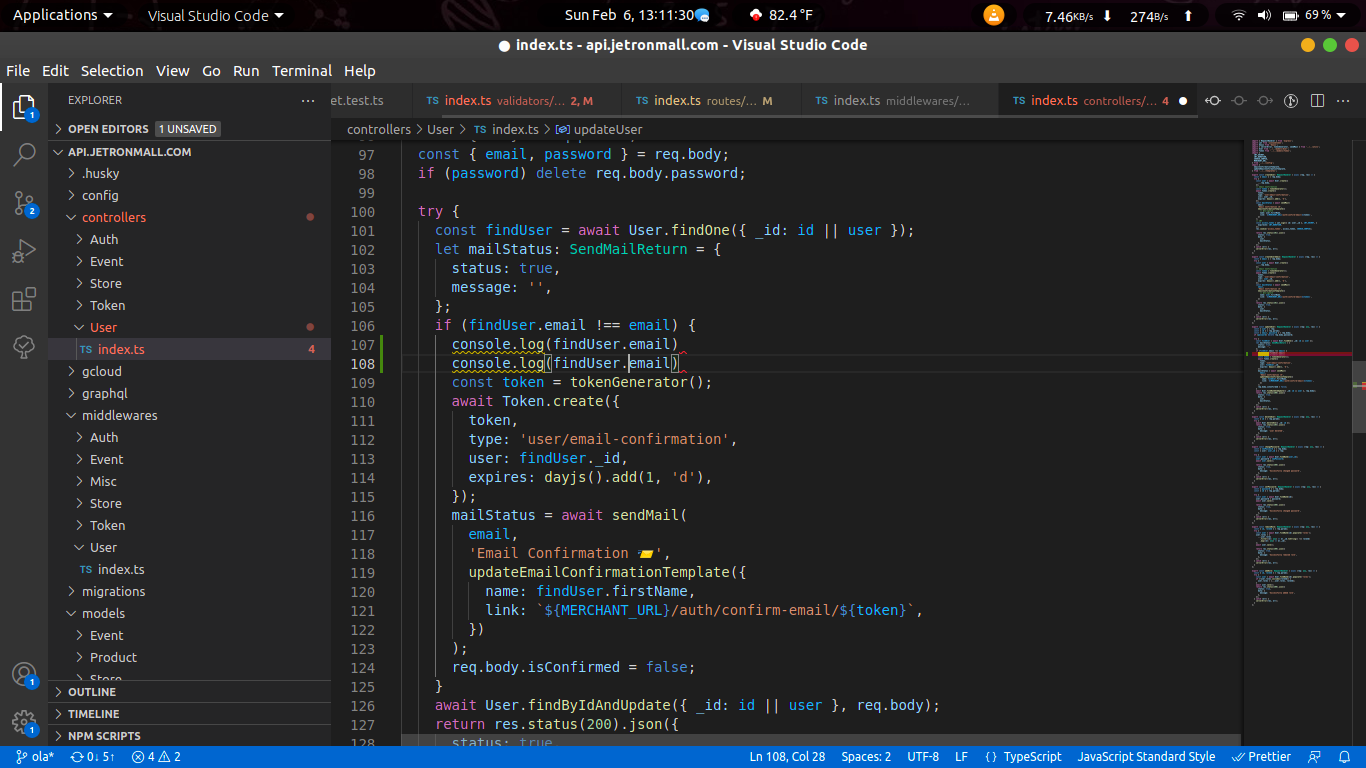 Applications Visual Studio Code Sun Feb 6, 13:11:30 82.4 °F 7.46KB/s 274B/s 69 %
index.ts - api.jetronmall.com - Visual Studio Code
File Edit Selection View Go Run Terminal Help
EXPLORER
OPEN EDITORS 1 UNSAVED
API.JETRONMALL.COM
.husky
config
controllers
Auth
Event
Store
Token
User
TS index.ts 4
gcloud
graphql
middlewares
Auth
Event
Misc
Store
Token
User
TS index.ts
migrations
models
Event
Product
Store
OUTLINE
TIMELINE
NPM SCRIPTS
1
2
1
1
et.test.ts TS index.ts validators/... 2, M TS index.ts routes/... M TS index.ts middlewares/... TS index.ts controllers/... 4
controllers > User > TS index.ts > updateUser
97 const { email, password } = req.body;
98 if (password) delete req.body.password;
99
100 try {
101 const findUser = await User.findOne({ _id: id || user });
102 let mailStatus: SendMailReturn = {
103 status: true,
104 message: '',
105 };
106 if (findUser.email !== email) {
107 console.log(findUser.email)
108 console.log(findUser.email)
109 const token = tokenGenerator();
110 await Token.create({
111 token,
112 type: 'user/email-confirmation',
113 user: findUser._id,
114 expires: dayjs().add(1, 'd'),
115 });
116 mailStatus = await sendMail(
117 email,
118 'Email Confirmation 📨',
119 updateEmailConfirmationTemplate({
120 name: findUser.firstName,
121 link: `${MERCHANT_URL}/auth/confirm-email/${token}`,
122 })
123 );
124 req.body.isConfirmed = false;
125 }
126 await User.findByIdAndUpdate({ _id: id || user }, req.body);
127 return res.status(200).json({
128 status: true
ola* 0↓ 5↑ 4 2 Ln 108, Col 28 Spaces: 2 UTF-8 LF {} TypeScript JavaScript Standard Style Prettier